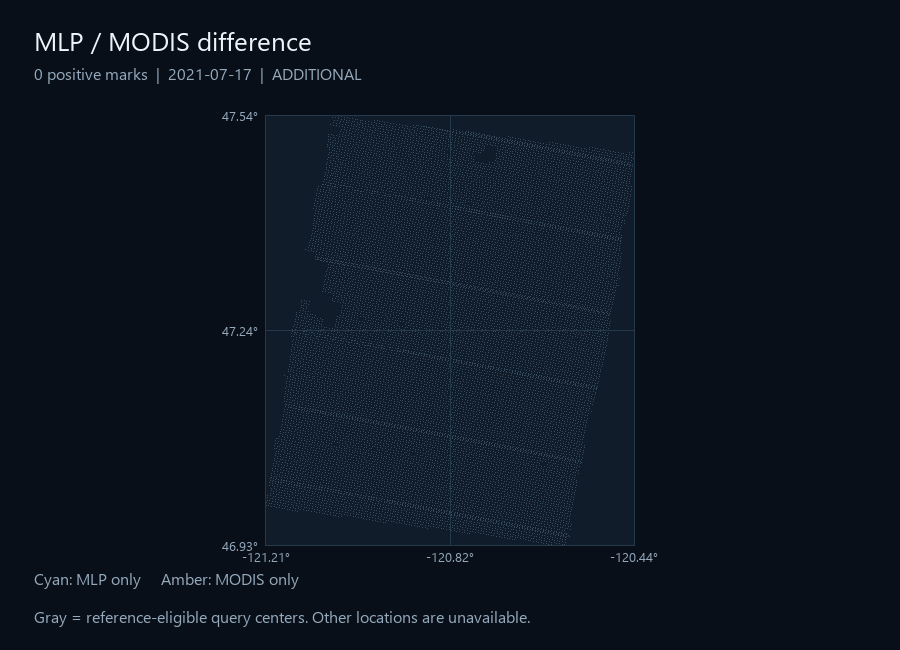 MLP / MODIS difference
0 positive marks | 2021-07-17 | ADDITIONAL
47.54°
47.24°
46.93°
-121.21° -120.82° -120.44°
Cyan: MLP only Amber: MODIS only
Gray = reference-eligible query centers. Other locations are unavailable.